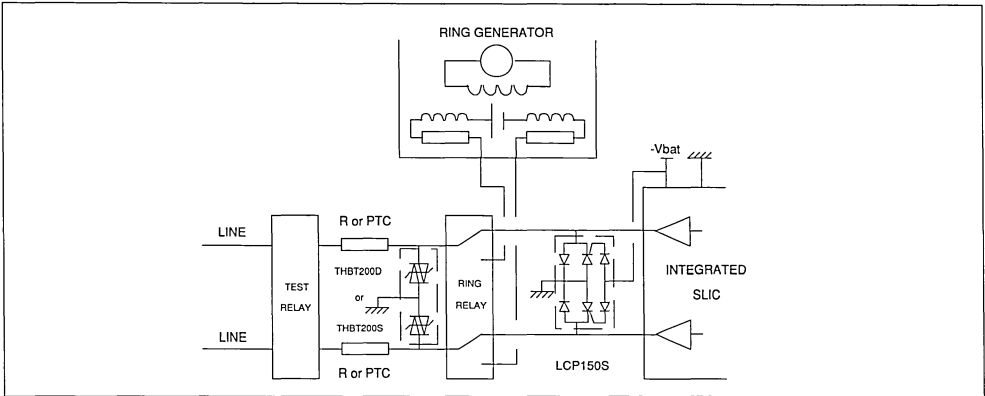 RING GENERATOR
-Vbat
R or PTC
LINE
THBT200D
TEST
RELAY
or
RING
RELAY
INTEGRATED
SLIC
THBT200S
LINE
R or PTC
LCP150S